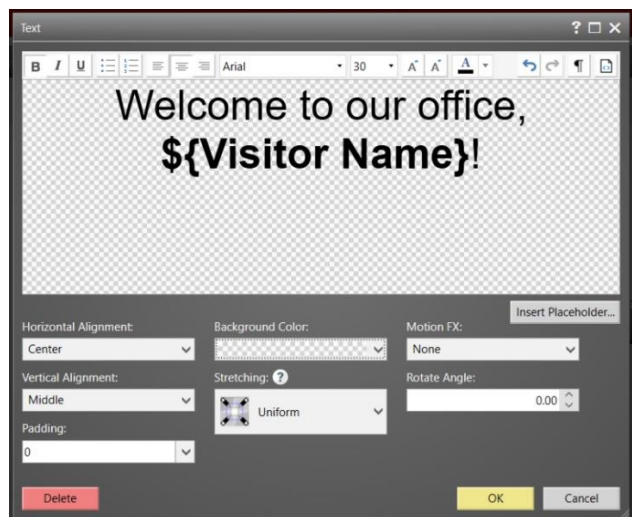 Text
B I U Arial 30 A A A
Welcome to our office,
${Visitor Name}!
Insert Placeholder...
Horizontal Alignment: Background Color: Motion FX:
Center None
Vertical Alignment: Stretching: ? Rotate Angle:
Middle Uniform 0.00
Padding:
0
Delete OK Cancel